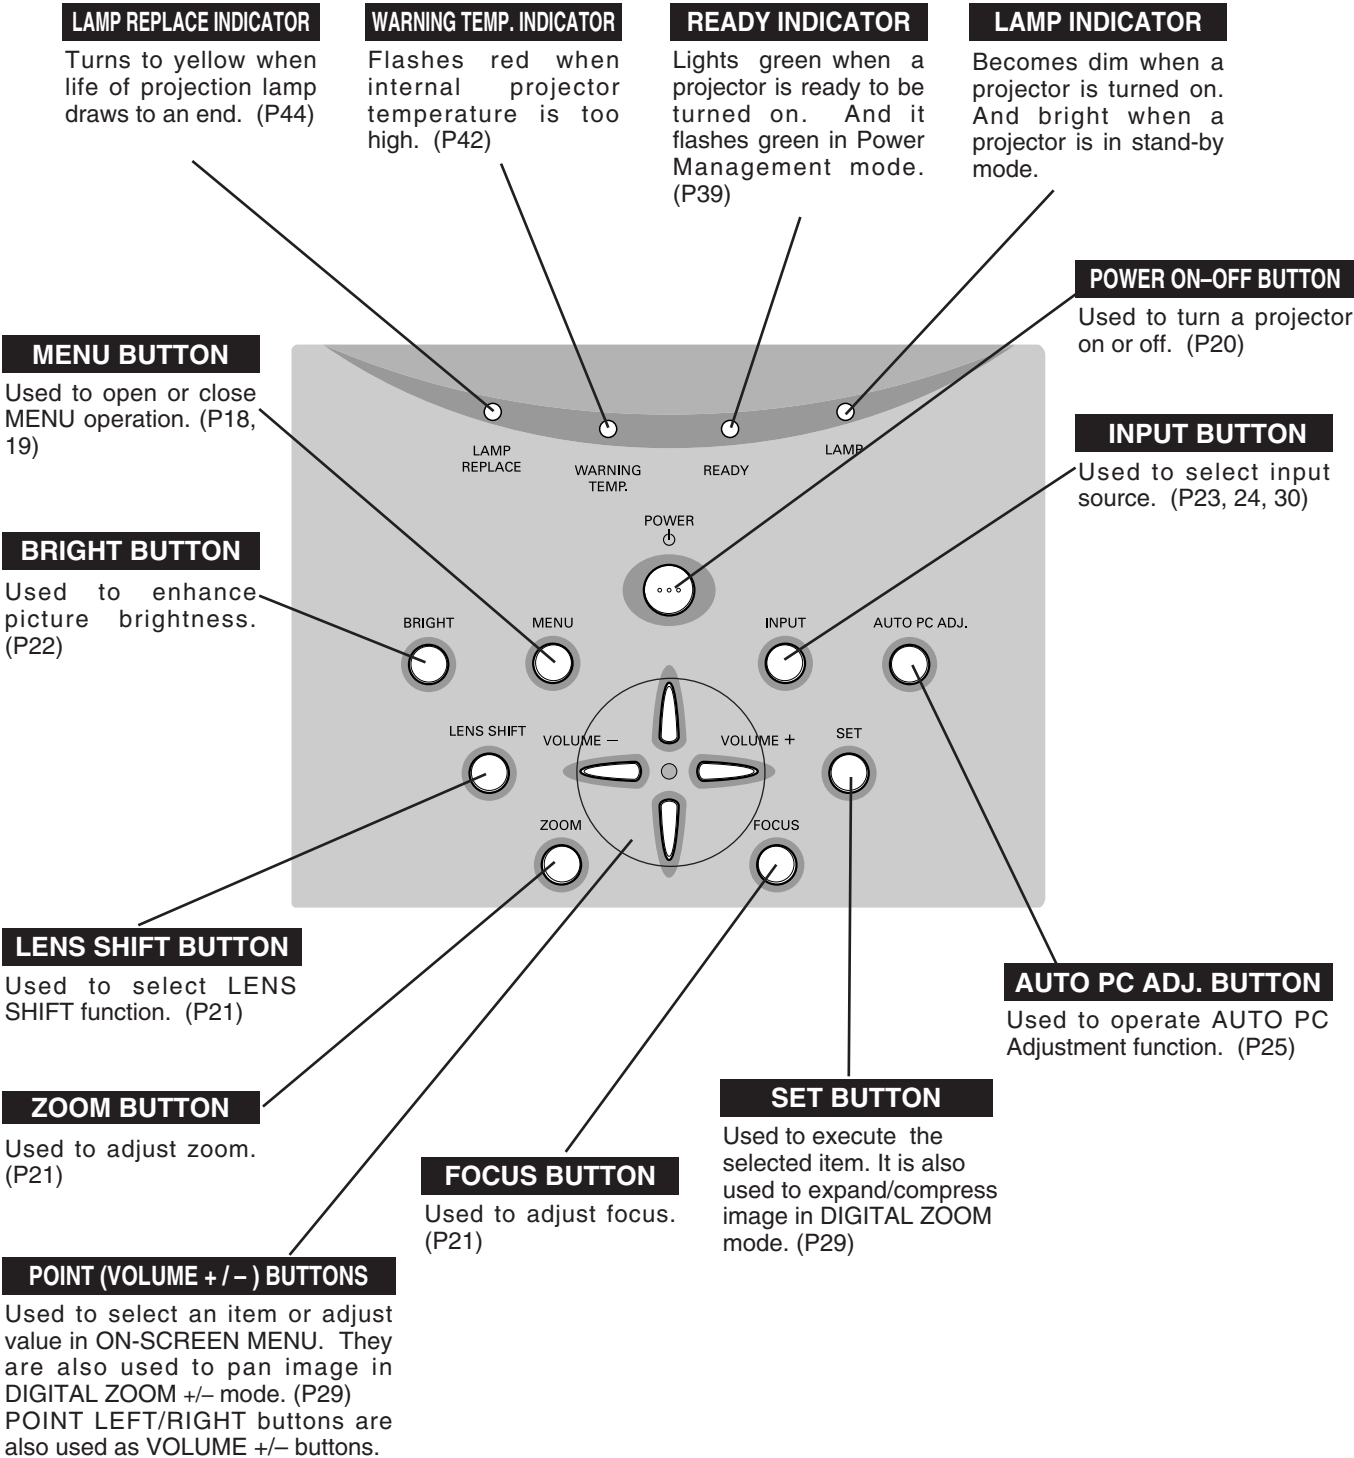 LAMP REPLACE INDICATOR
Turns to yellow when
life of projection lamp
draws to an end. (P44)
WARNING TEMP. INDICATOR
Flashes red when
internal projector
temperature is too
high. (P42)
READY INDICATOR
Lights green when a
projector is ready to be
turned on. And it
flashes green in Power
Management mode.
(P39)
LAMP INDICATOR
Becomes dim when a
projector is turned on.
And bright when a
projector is in stand-by
mode.
POWER ON–OFF BUTTON
Used to turn a projector
on or off. (P20)
MENU BUTTON
Used to open or close
MENU operation. (P18,
19)
INPUT BUTTON
Used to select input
source. (P23, 24, 30)
BRIGHT BUTTON
Used to enhance
picture brightness.
(P22)
LAMP
REPLACE
WARNING
TEMP.
READY
LAMP
POWER
BRIGHT
MENU
INPUT
AUTO PC ADJ.
LENS SHIFT
VOLUME –
VOLUME +
SET
ZOOM
FOCUS
LENS SHIFT BUTTON
Used to select LENS
SHIFT function. (P21)
AUTO PC ADJ. BUTTON
Used to operate AUTO PC
Adjustment function. (P25)
ZOOM BUTTON
Used to adjust zoom.
(P21)
SET BUTTON
Used to execute the
selected item. It is also
used to expand/compress
image in DIGITAL ZOOM
mode. (P29)
FOCUS BUTTON
Used to adjust focus.
(P21)
POINT (VOLUME + / – ) BUTTONS
Used to select an item or adjust
value in ON-SCREEN MENU. They
are also used to pan image in
DIGITAL ZOOM +/– mode. (P29)
POINT LEFT/RIGHT buttons are
also used as VOLUME +/– buttons.